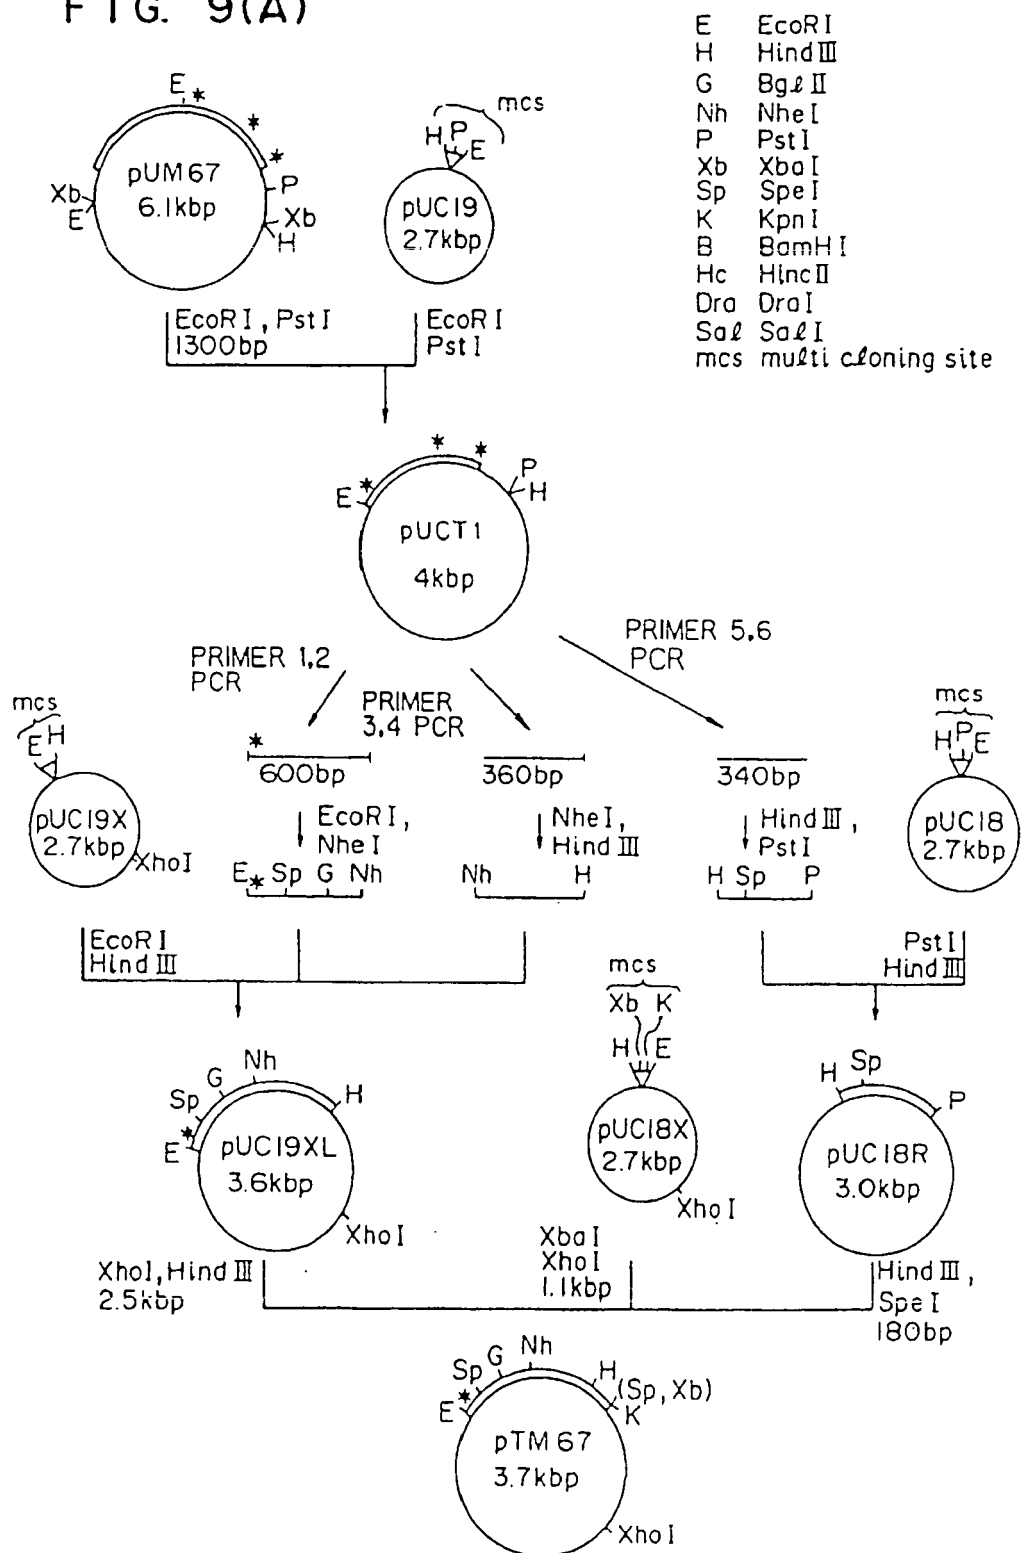 FIG. 9(A)
E EcoRI
H HindIII
G BglII
Nh NheI
P PstI
Xb XbaI
Sp SpeI
K KpnI
B BamHI
Hc HincII
Dra DraI
Sal SalI
mcs multi cloning site
E *
*
*
pUM67
6.1kbp
Xb
E
P
Xb
H
mcs
H P E
pUC19
2.7kbp
EcoRI, PstI
1300bp
EcoRI
PstI
* * *
E
P
H
pUCT1
4kbp
PRIMER 1,2
PCR
PRIMER
3,4 PCR
PRIMER 5,6
PCR
mcs
E H
pUC19X
2.7kbp
XhoI
*
600bp
360bp
340bp
mcs
H P E
pUC18
2.7kbp
EcoRI,
NheI
NheI,
HindIII
HindIII,
PstI
E * Sp G Nh
Nh H
H Sp P
EcoRI
HindIII
PstI
HindIII
mcs
Xb K
H E
pUC18X
2.7kbp
XhoI
E * Sp G Nh H
pUC19XL
3.6kbp
XhoI
H Sp P
pUC18R
3.0kbp
XhoI, HindIII
2.5kbp
XbaI
XhoI
1.1kbp
HindIII,
SpeI
180bp
E * Sp G Nh H
(Sp, Xb)
K
pTM67
3.7kbp
XhoI